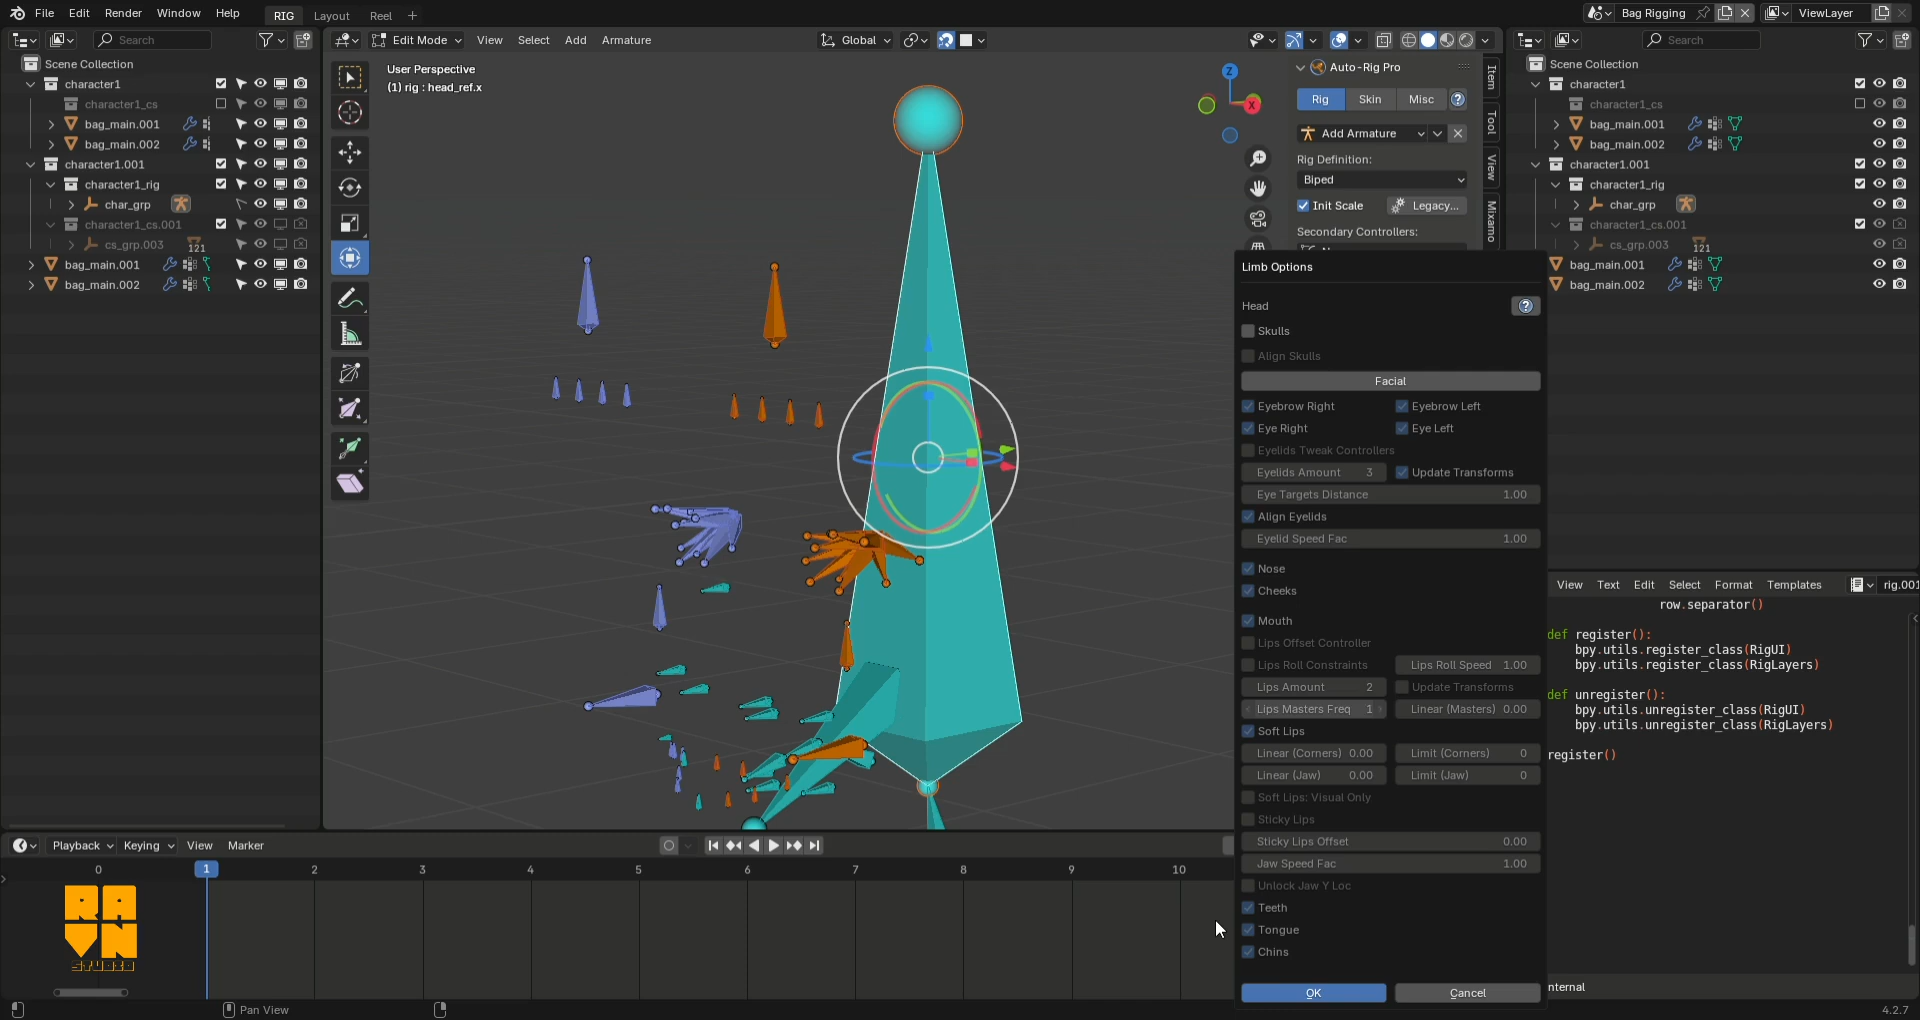 File Edit Render Window Help RIG Layout Reel +
Bag Rigging ViewLayer
Search
Edit Mode View Select Add Armature Global
Search
Scene Collection
character1
character1_cs
bag_main.001
bag_main.002
character1.001
character1_rig
char_grp
character1_cs.001
cs_grp.003 121
bag_main.001
bag_main.002
User Perspective
(1) rig : head_ref.x
Z
X
Auto-Rig Pro
Rig Skin Misc ?
Add Armature
Rig Definition:
Biped
Init Scale Legacy...
Secondary Controllers:
Item
Tool
View
Mixamo
Scene Collection
character1
character1_cs
bag_main.001
bag_main.002
character1.001
character1_rig
char_grp
character1_cs.001
cs_grp.003 121
bag_main.001
bag_main.002
Limb Options
Head ?
Skulls
Align Skulls
Facial
Eyebrow Right Eyebrow Left
Eye Right Eye Left
Eyelids Tweak Controllers
Eyelids Amount 3 Update Transforms
Eye Targets Distance 1.00
Align Eyelids
Eyelid Speed Fac 1.00
Nose
Cheeks
Mouth
Lips Offset Controller
Lips Roll Constraints Lips Roll Speed 1.00
Lips Amount 2 Update Transforms
Lips Masters Freq 1 Linear (Masters) 0.00
Soft Lips
Linear (Corners) 0.00 Limit (Corners) 0
Linear (Jaw) 0.00 Limit (Jaw) 0
Soft Lips: Visual Only
Sticky Lips
Sticky Lips Offset 0.00
Jaw Speed Fac 1.00
Unlock Jaw Y Loc
Teeth
Tongue
Chins
OK Cancel
View Text Edit Select Format Templates rig.001
row.separator()
def register():
bpy.utils.register_class(RigUI)
bpy.utils.register_class(RigLayers)
def unregister():
bpy.utils.unregister_class(RigUI)
bpy.utils.unregister_class(RigLayers)
register()
nternal
Playback Keying View Marker
0 1 2 3 4 5 6 7 8 9 10
RA
VN
STUDIO
Pan View
4.2.7